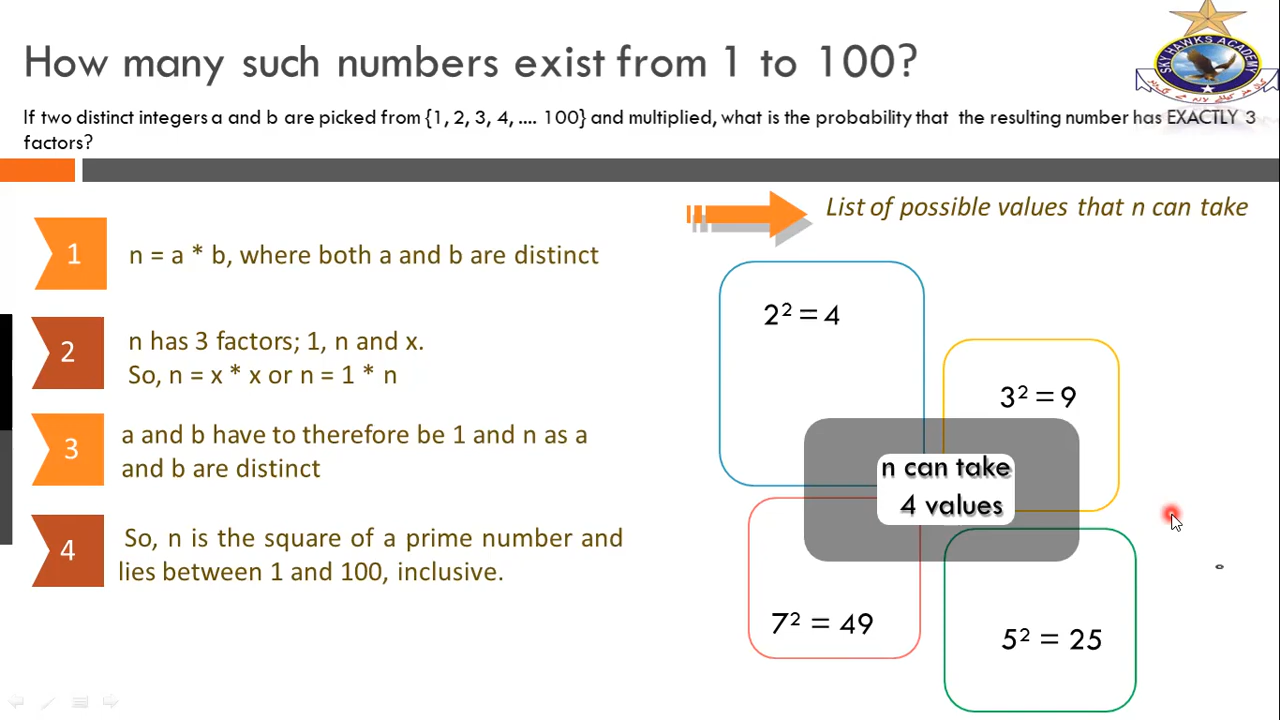 How many such numbers exist from 1 to 100?
SKY HAWKS ACADEMY
If two distinct integers a and b are picked from {1, 2, 3, 4, .... 100} and multiplied, what is the probability that the resulting number has EXACTLY 3
factors?
List of possible values that n can take
1
n = a * b, where both a and b are distinct
2
n has 3 factors; 1, n and x.
So, n = x * x or n = 1 * n
3
a and b have to therefore be 1 and n as a
and b are distinct
4
So, n is the square of a prime number and
lies between 1 and 100, inclusive.
2² = 4
3² = 9
n can take
4 values
7² = 49
5² = 25